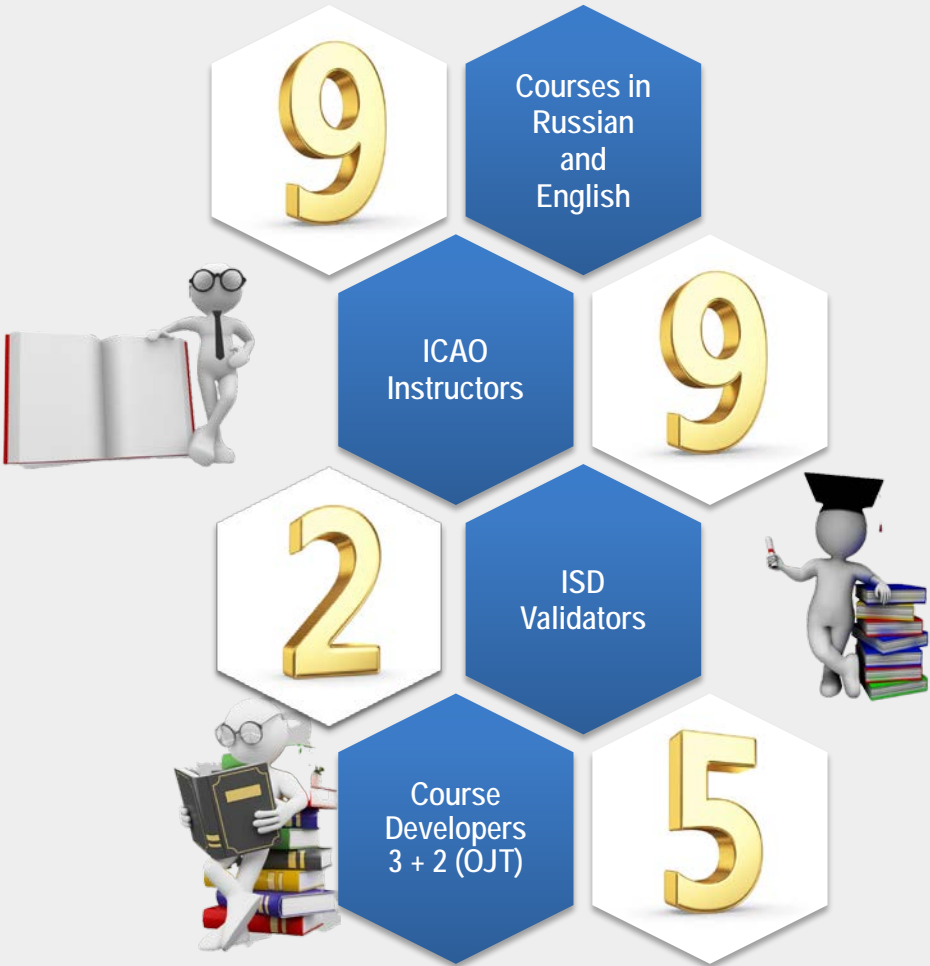 9
Courses in
Russian
and
English
ICAO
Instructors
9
2
ISD
Validators
Course
Developers
3 + 2 (OJT)
5